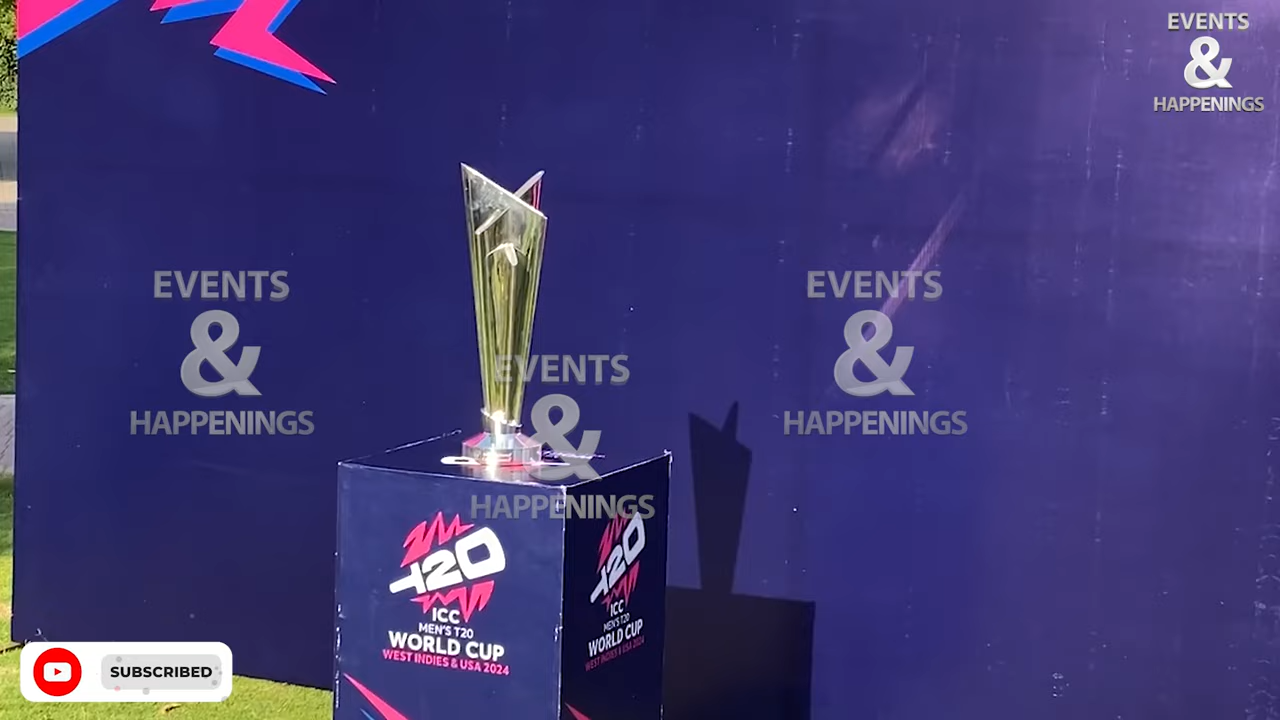 EVENTS
&
HAPPENINGS
EVENTS
&
HAPPENINGS
EVENTS
&
HAPPENINGS
EVENTS
&
HAPPENINGS
T20
ICC
MEN'S T20
WORLD CUP
WEST INDIES & USA 2024
T20
ICC
MEN'S T20
WORLD CUP
WEST INDIES & USA 2024
SUBSCRIBED